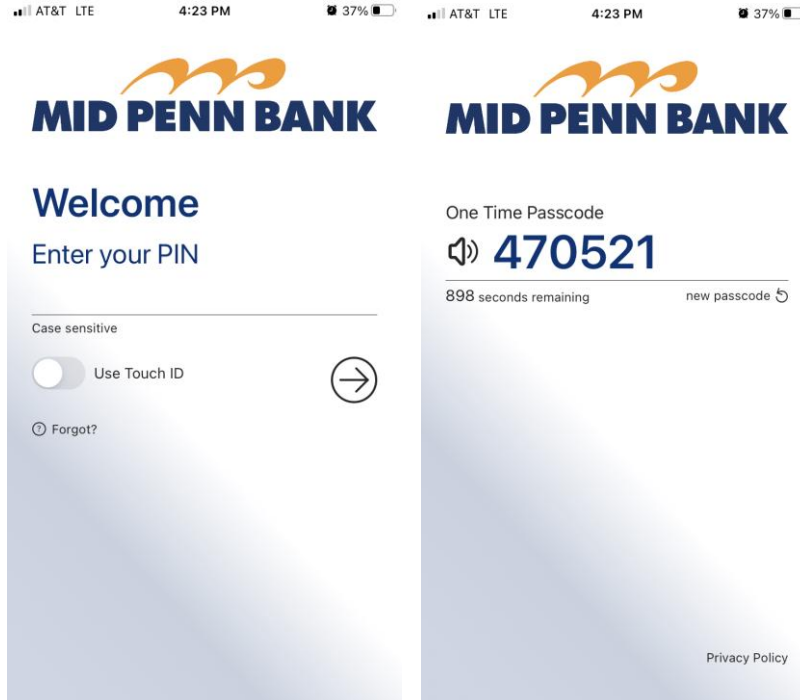 AT&T LTE 4:23 PM 37%
MID PENN BANK
Welcome
Enter your PIN
Case sensitive
Use Touch ID
? Forgot?
AT&T LTE 4:23 PM 37%
MID PENN BANK
One Time Passcode
470521
898 seconds remaining new passcode
Privacy Policy